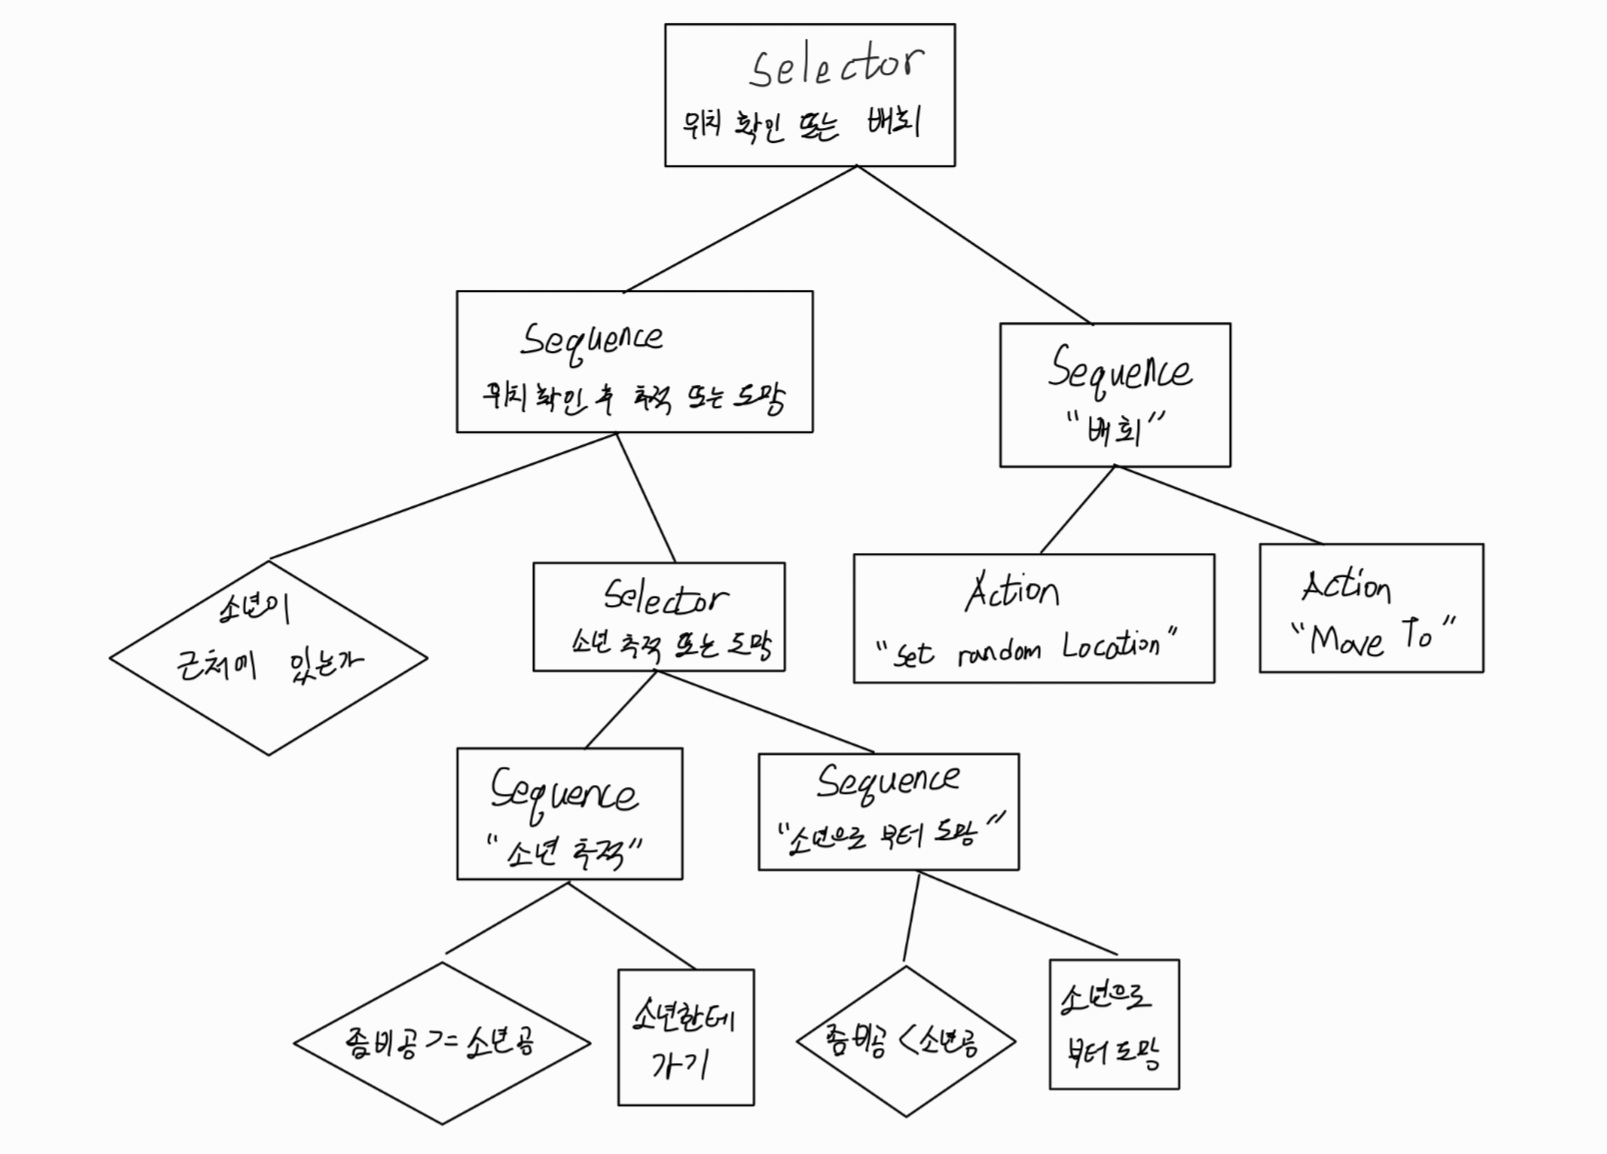 Selector
위치 확인 또는 배회
Sequence
위치 확인 후 추적 또는 도망
Sequence
"배회"
소년이
근처에 있는가
Selector
소년 추적 또는 도망
Action
"Set random Location"
Action
"Move To"
Sequence
"소년 추적"
Sequence
"소년으로 부터 도망"
좀비공 >= 소년공
소년한테
가기
좀비공 < 소년공
소년으로
부터 도망